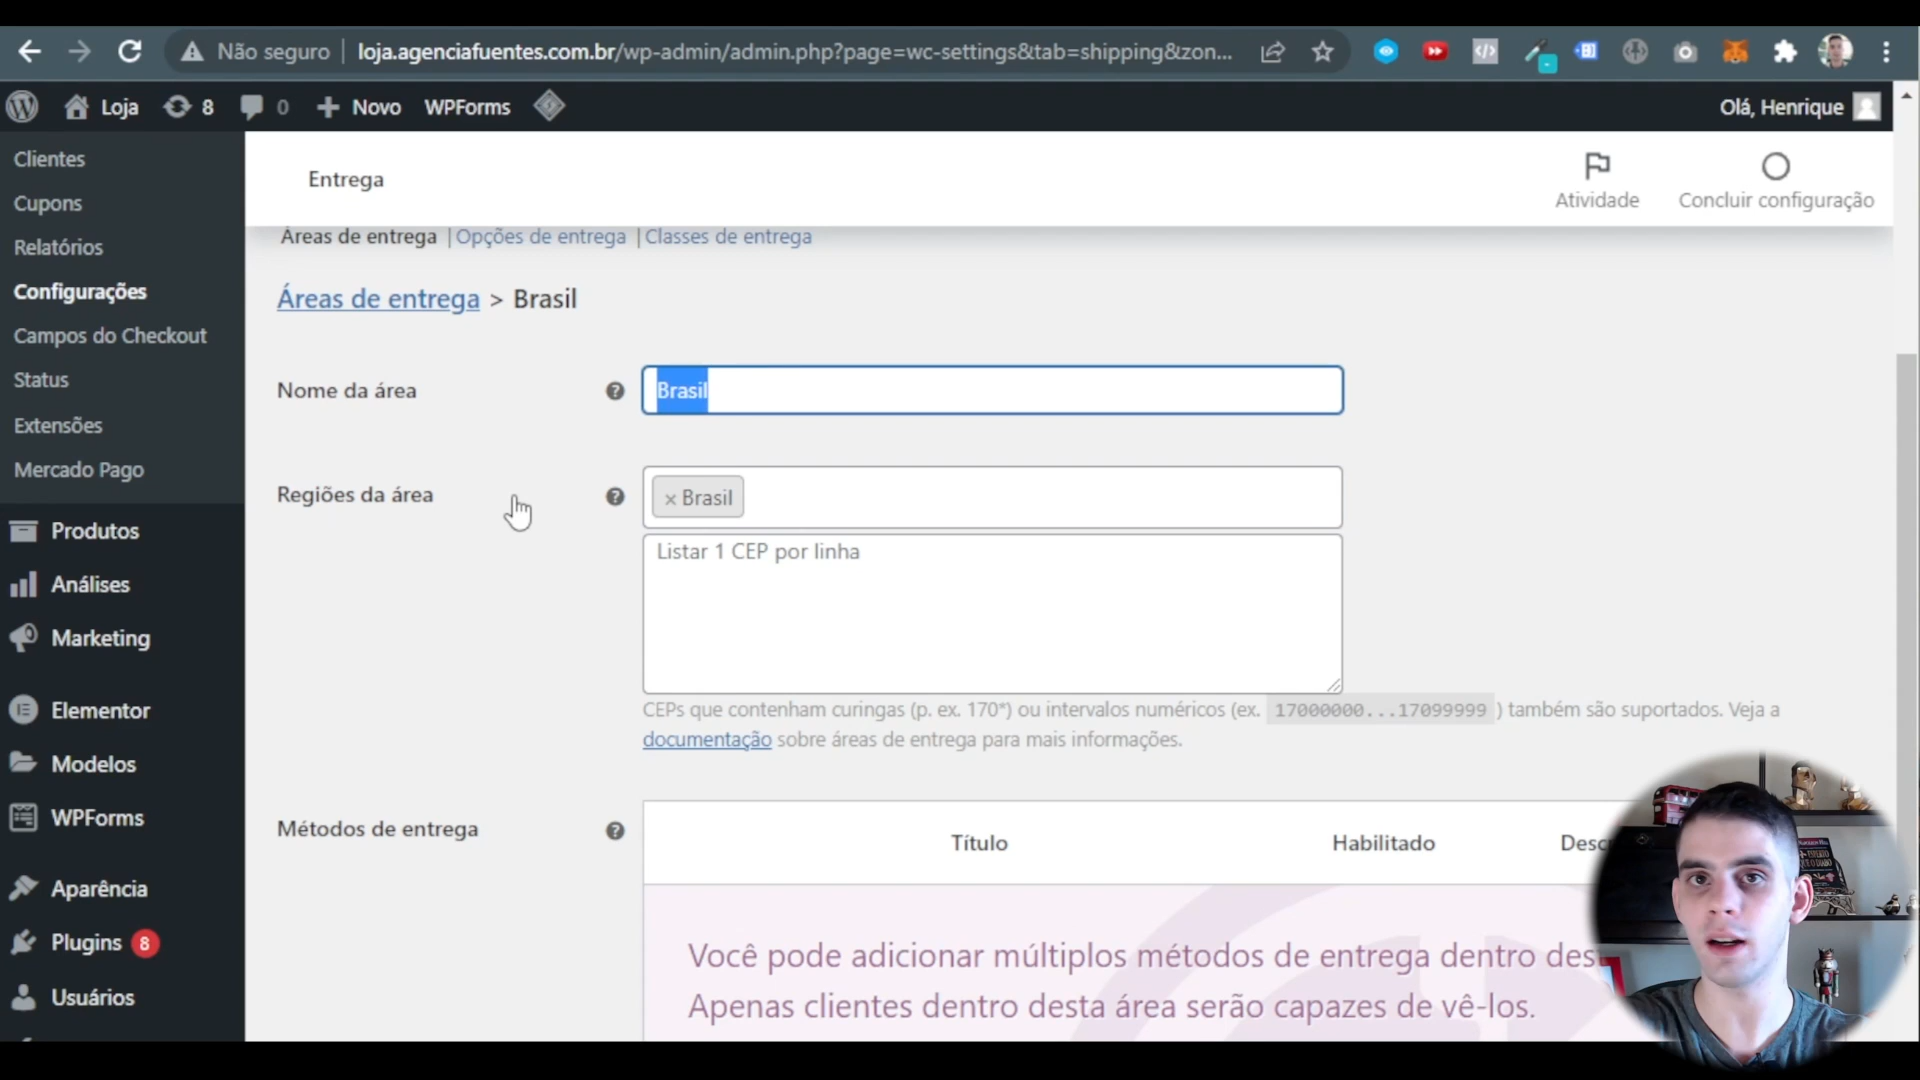 Não seguro
loja.agenciafuentes.com.br/wp-admin/admin.php?page=wc-settings&tab=shipping&zon...
Loja
8
0
Novo
WPForms
Olá, Henrique
Clientes
Cupons
Relatórios
Configurações
Campos do Checkout
Status
Extensões
Mercado Pago
Produtos
Análises
Marketing
Elementor
Modelos
WPForms
Aparência
Plugins 8
Usuários
Entrega
Atividade
Concluir configuração
Áreas de entrega | Opções de entrega | Classes de entrega
Áreas de entrega > Brasil
Nome da área
Brasil
Regiões da área
× Brasil
Listar 1 CEP por linha
CEPs que contenham curingas (p. ex. 170*) ou intervalos numéricos (ex. 17000000...17099999 ) também são suportados. Veja a
documentação sobre áreas de entrega para mais informações.
Métodos de entrega
Título
Habilitado
Você pode adicionar múltiplos métodos de entrega dentro
Apenas clientes dentro desta área serão capazes de vê-los.